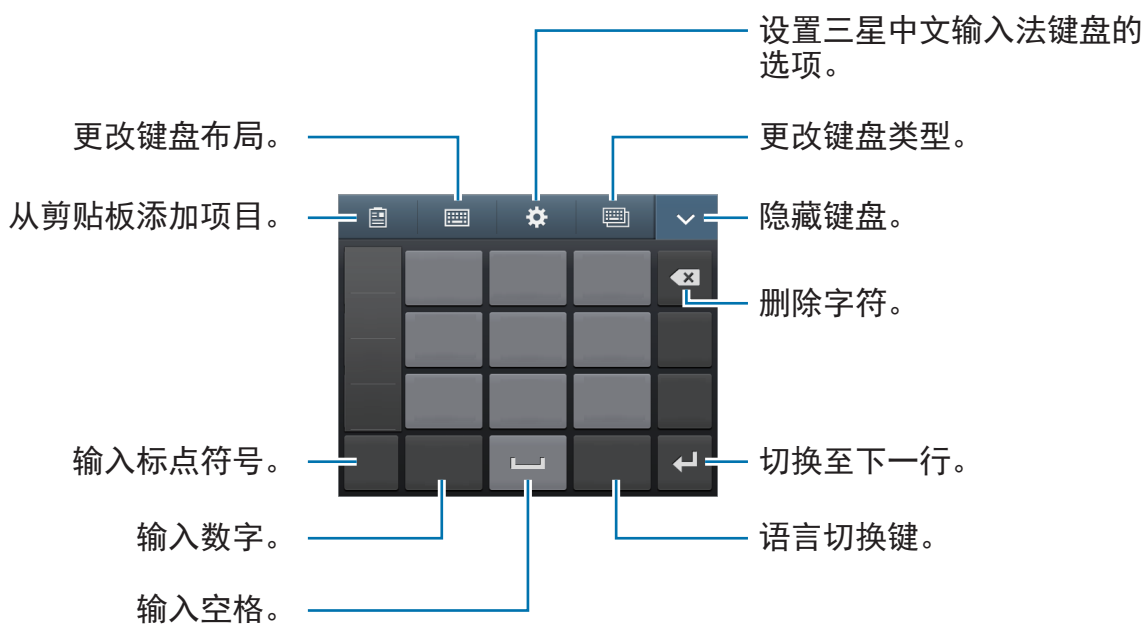 设置三星中文输入法键盘的
选项。
更改键盘布局。
更改键盘类型。
从剪贴板添加项目。
隐藏键盘。
删除字符。
输入标点符号。
切换至下一行。
输入数字。
语言切换键。
输入空格。